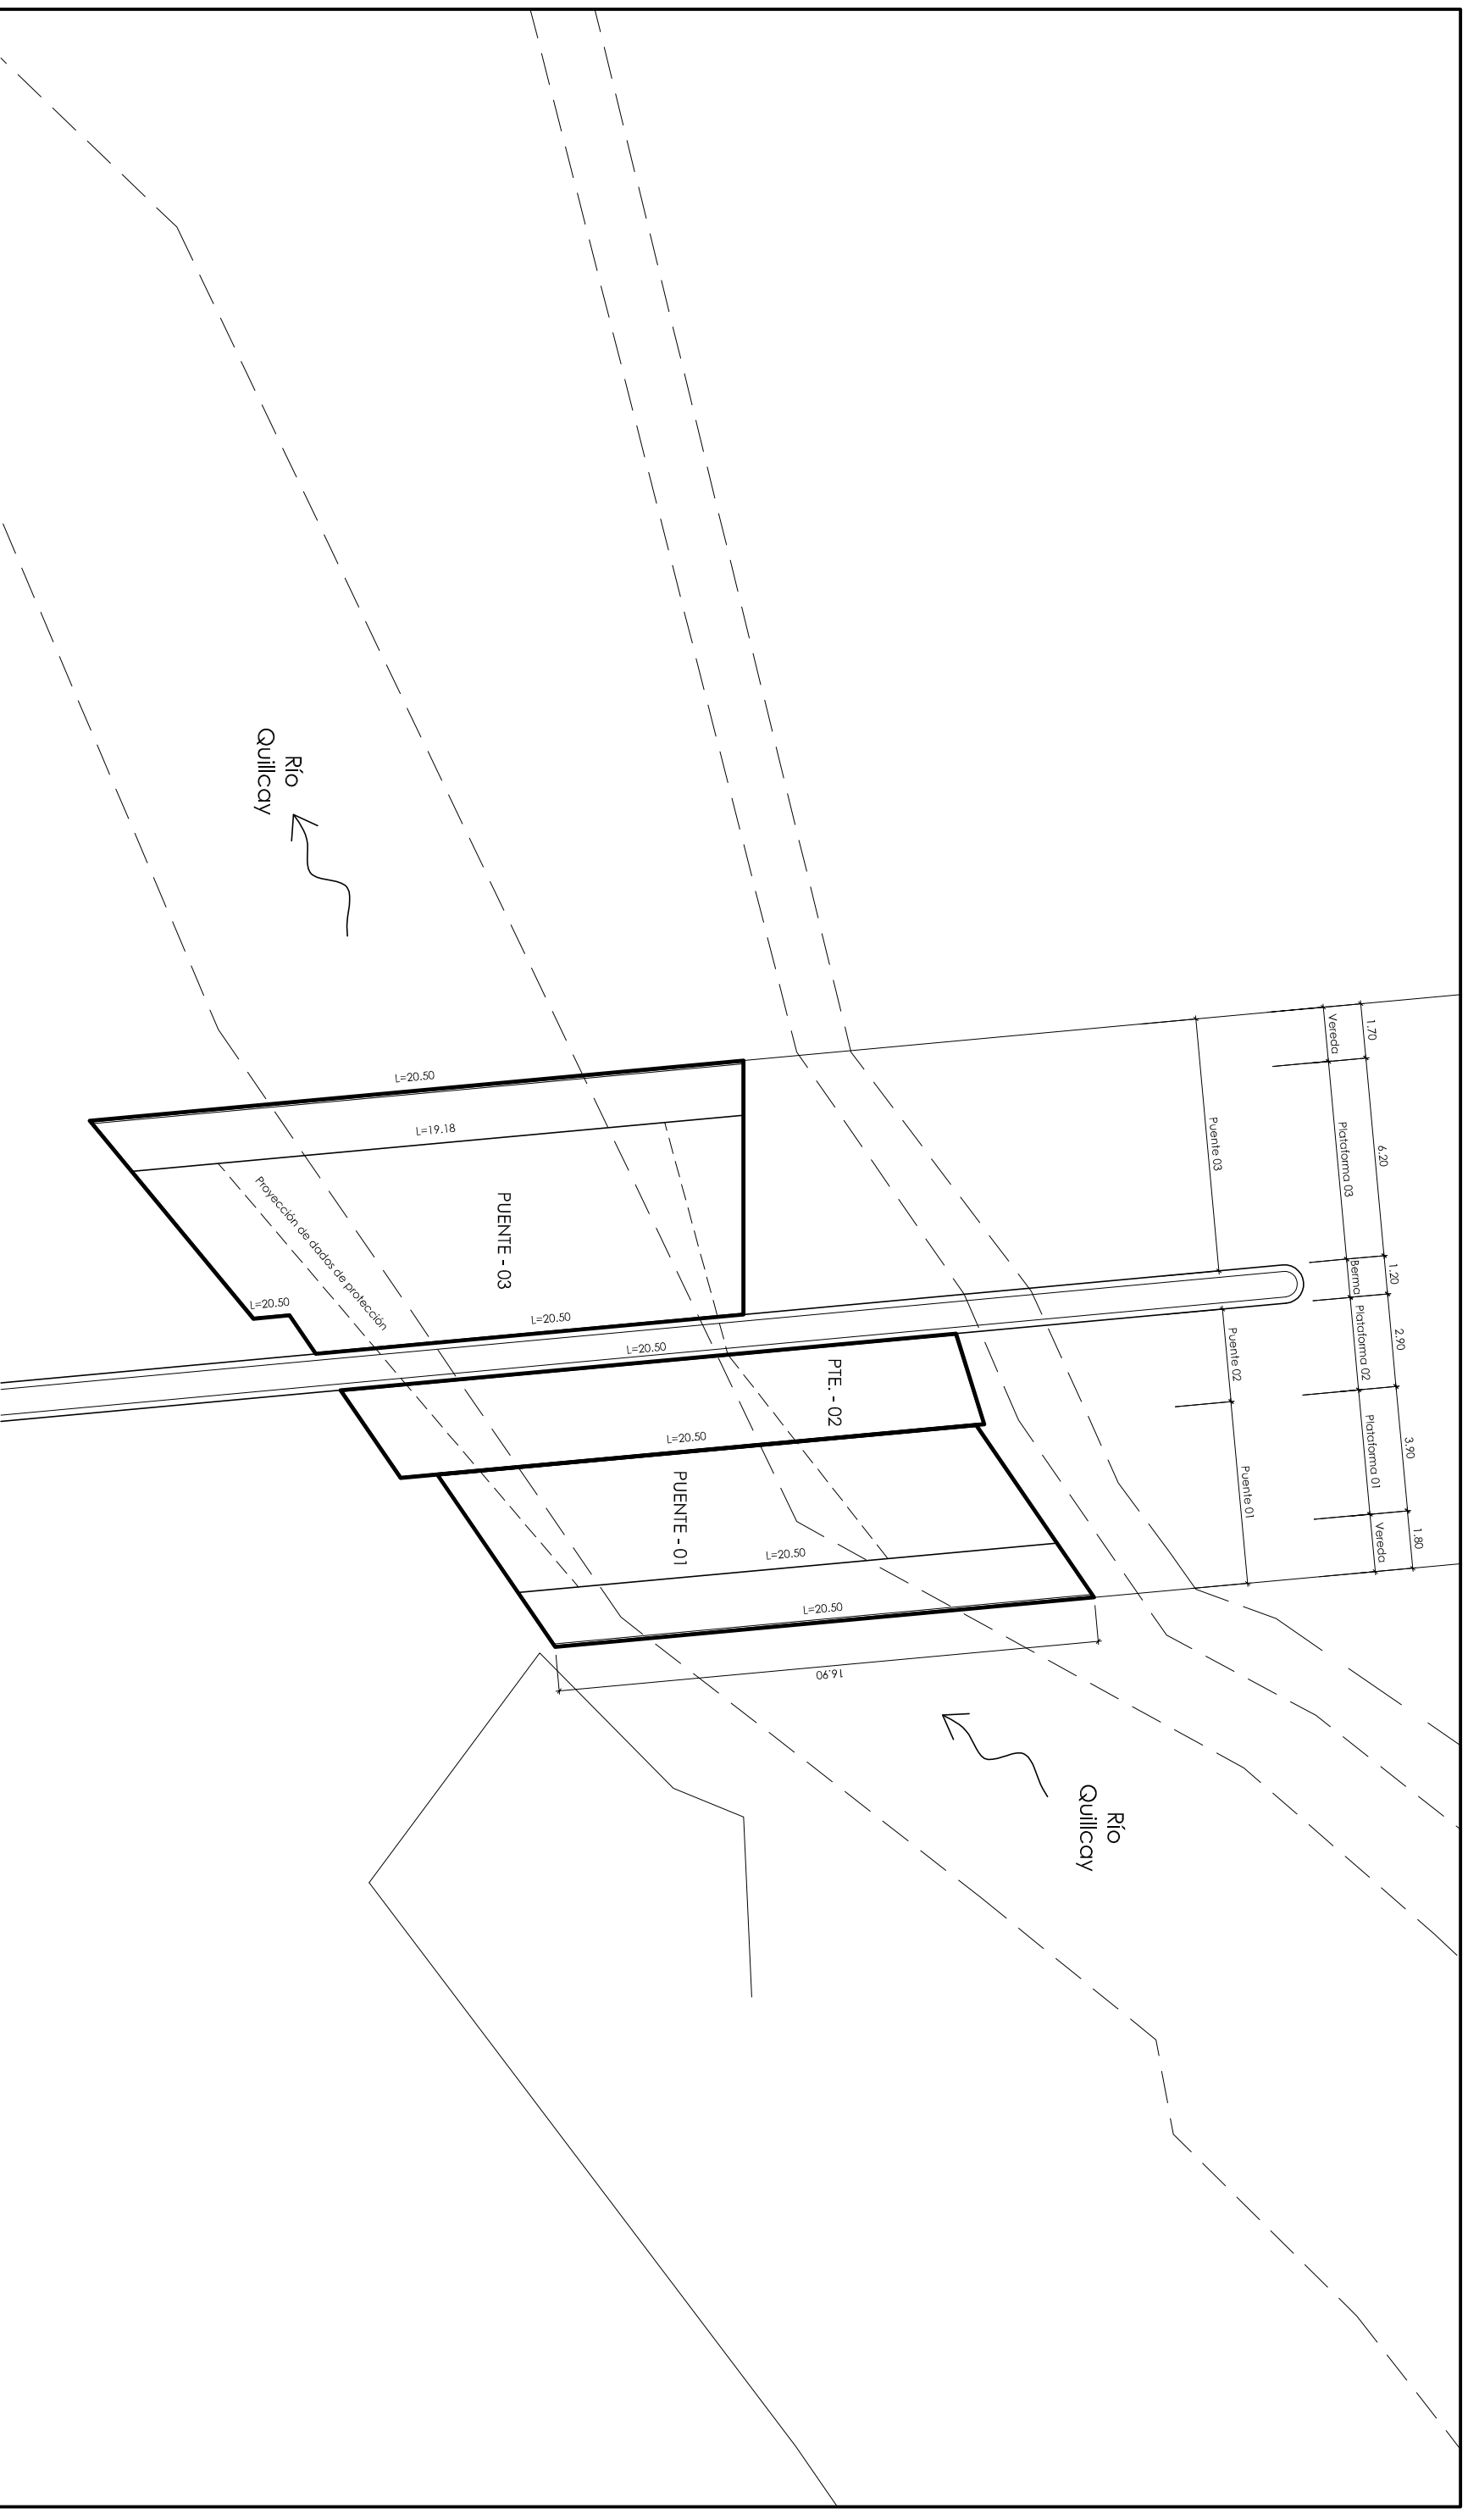 1.70
6.20
1.20
2.90
3.90
1.80
Vereda
Plataforma 03
Berma
Plataforma 02
Plataforma 01
Vereda
Puente 03
Puente 02
Puente 01
Río
Quillcay
L=20.50
L=19.18
PUENTE - 03
Proyección de dados de protección
L=20.50
L=20.50
L=20.50
PTE. - 02
L=20.50
PUENTE - 01
L=20.50
L=20.50
16.90
Río
Quillcay